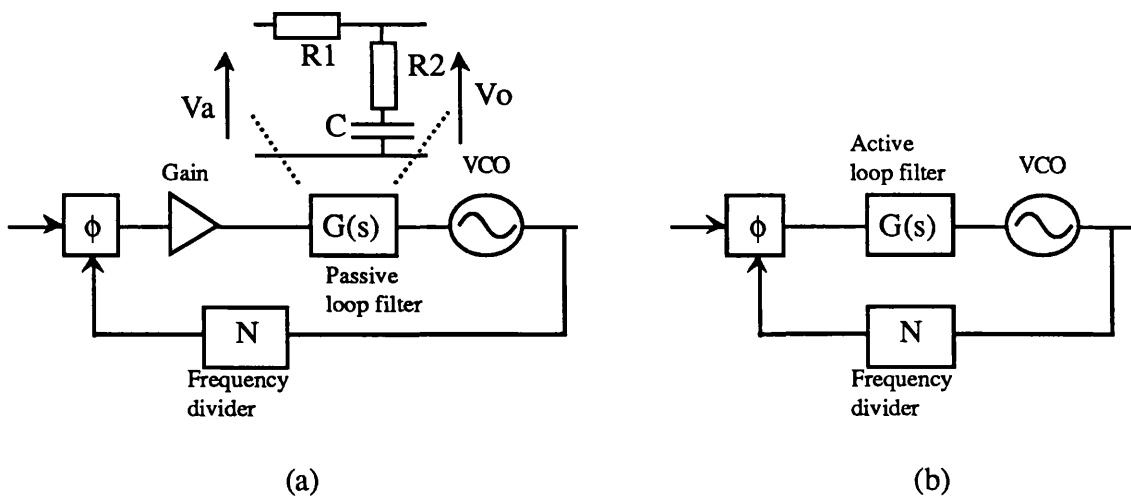 R1
R2
Va
Vo
C
Gain
VCO
ϕ
G(s)
Passive
loop filter
N
Frequency
divider
(a)
Active
loop filter
VCO
ϕ
G(s)
N
Frequency
divider
(b)